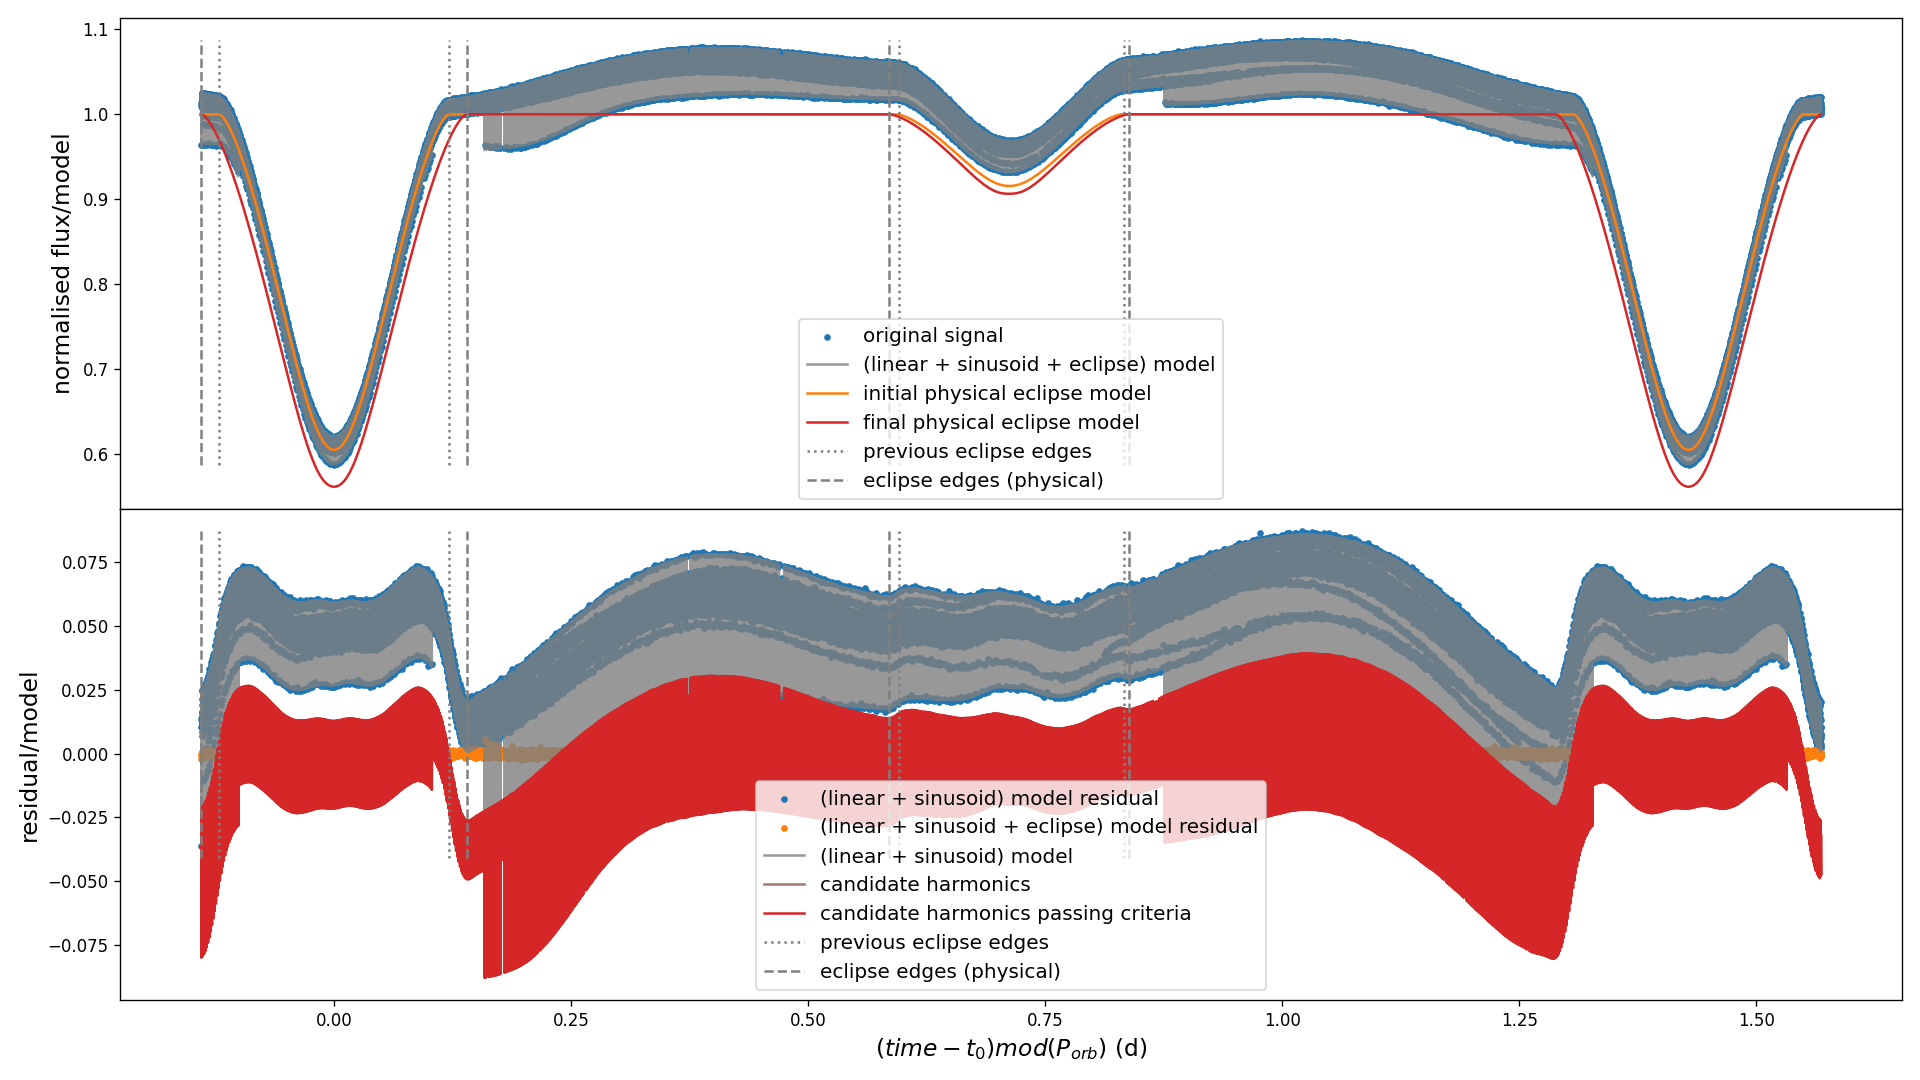 normalised flux/model
1.1
1.0
0.9
0.8
0.7
0.6
original signal
(linear + sinusoid + eclipse) model
initial physical eclipse model
final physical eclipse model
previous eclipse edges
eclipse edges (physical)
residual/model
0.075
0.050
0.025
0.000
−0.025
−0.050
−0.075
(linear + sinusoid) model residual
(linear + sinusoid + eclipse) model residual
(linear + sinusoid) model
candidate harmonics
candidate harmonics passing criteria
previous eclipse edges
eclipse edges (physical)
0.00 0.25 0.50 0.75 1.00 1.25 1.50
(time − t₀)mod(P_orb) (d)